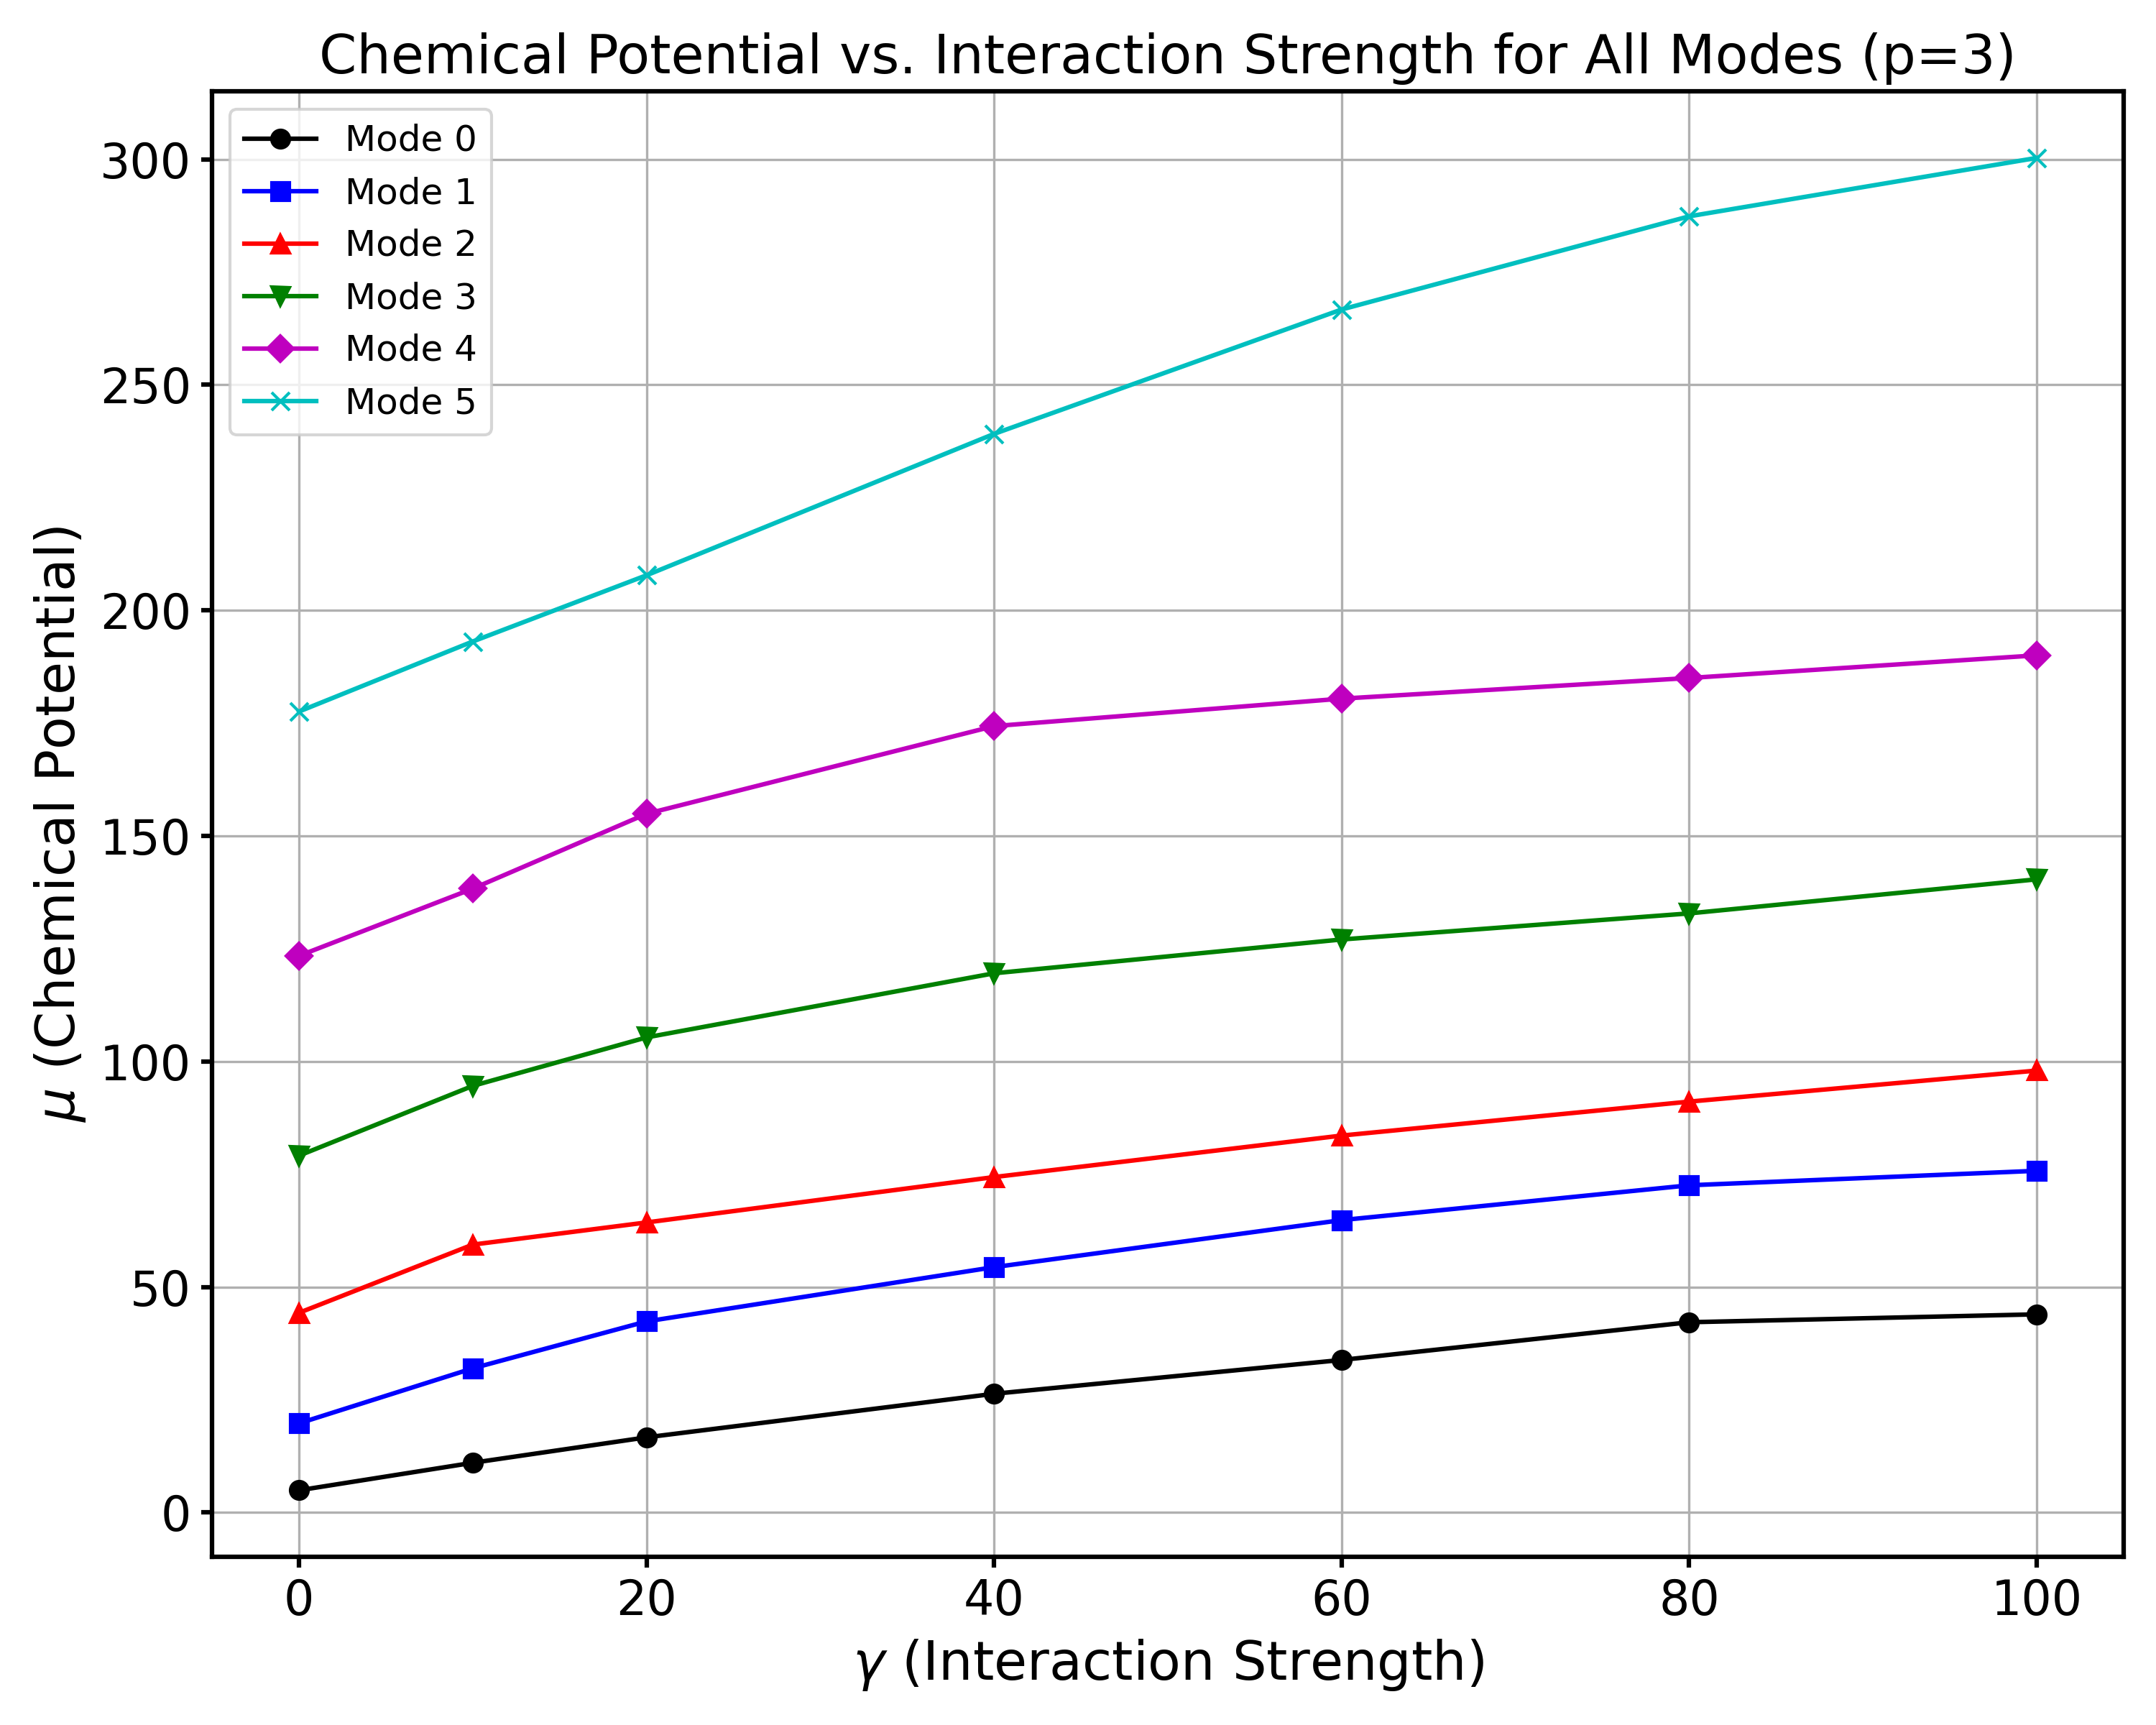 Chemical Potential vs. Interaction Strength for All Modes (p=3)
Mode 0
Mode 1
Mode 2
Mode 3
Mode 4
Mode 5
300
250
200
150
100
50
0
μ (Chemical Potential)
0 20 40 60 80 100
γ (Interaction Strength)